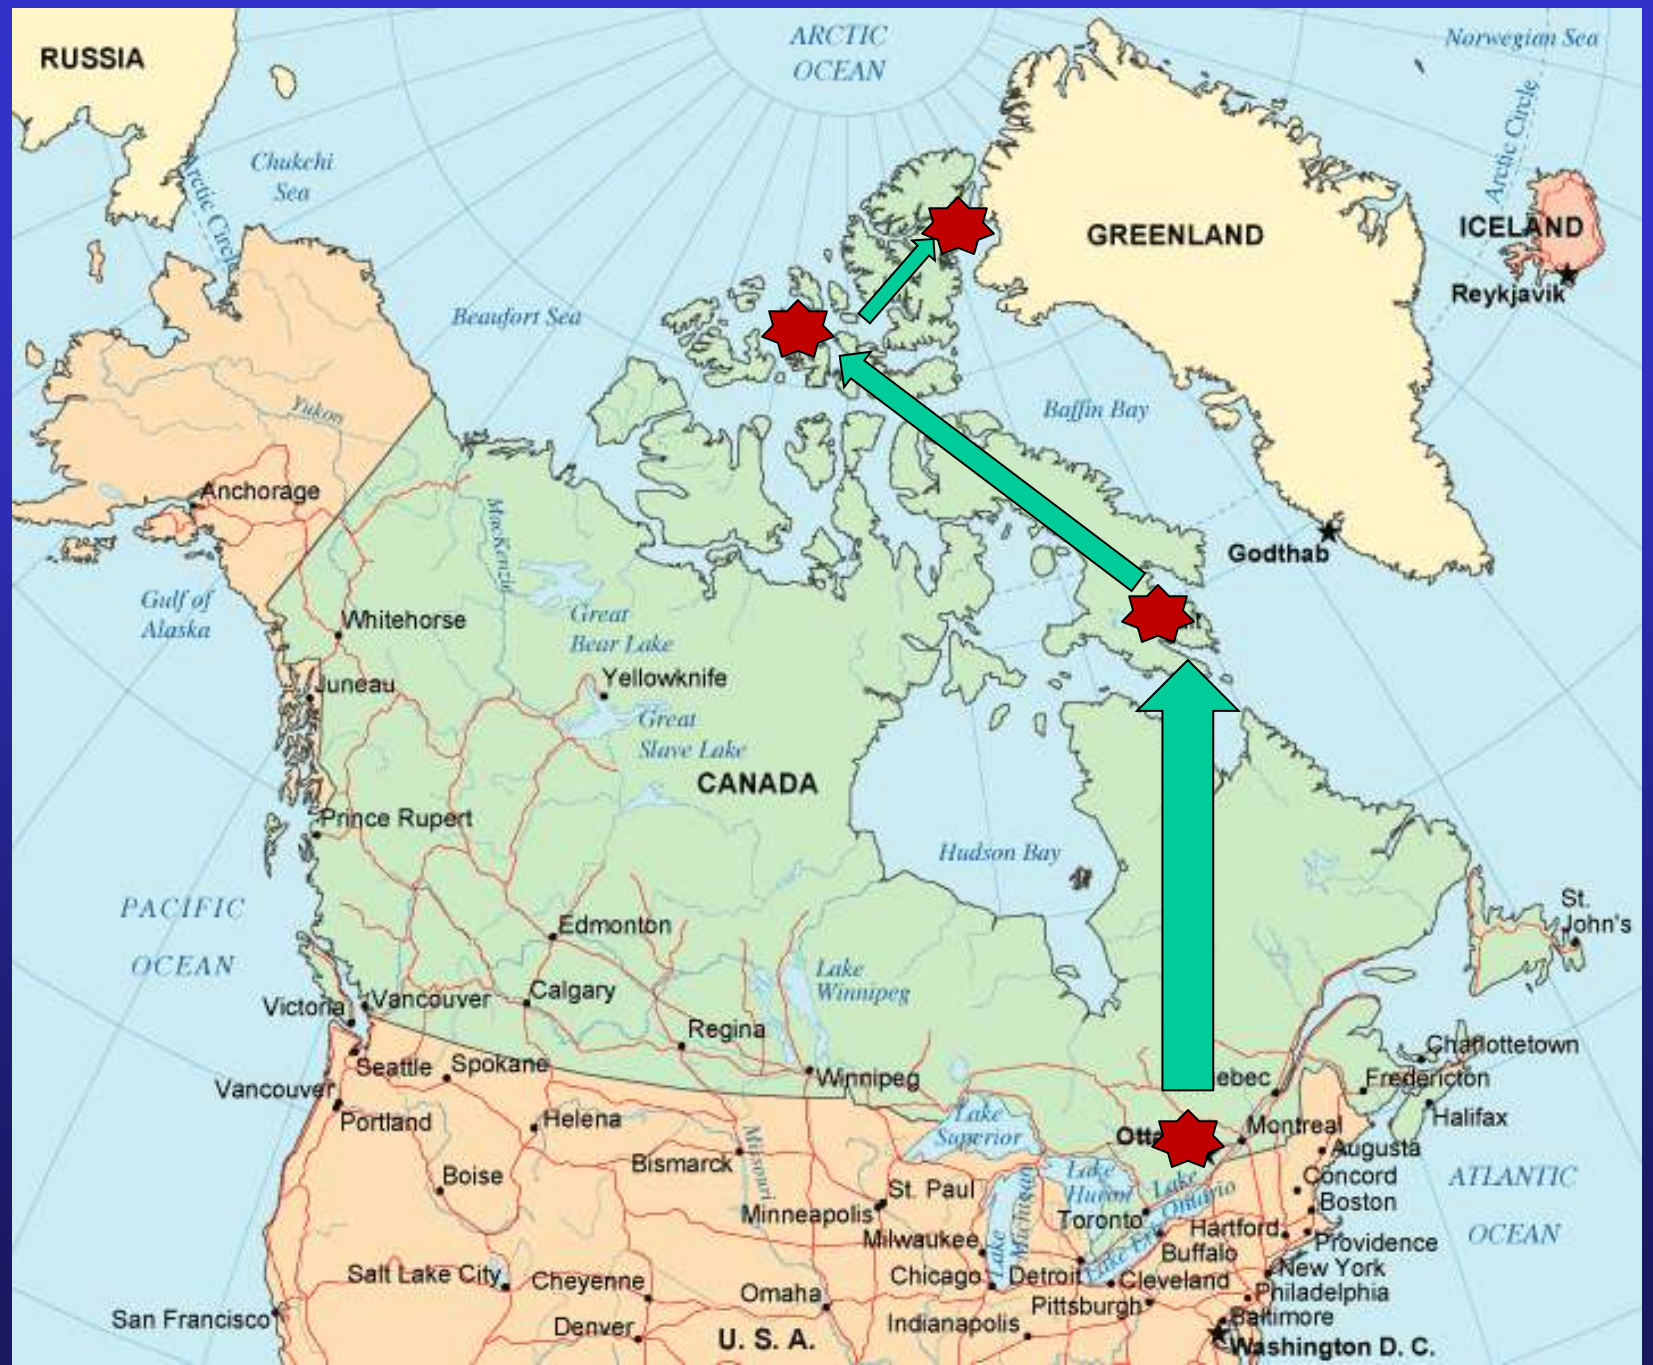 ARCTIC
OCEAN
Norwegian Sea
RUSSIA
Arctic Circle
Chukchi
Sea
Arctic Circle
GREENLAND
ICELAND
Reykjavik
Beaufort Sea
Baffin Bay
Yukon
Anchorage
MacKenzie
Godthab
Gulf of
Alaska
Great
Bear Lake
Whitehorse
Yellowknife
Juneau
Great
Slave Lake
CANADA
Prince Rupert
Hudson Bay
PACIFIC
OCEAN
St.
John's
Edmonton
Lake
Winnipeg
Calgary
Vancouver
Victoria
Regina
Charlottetown
Seattle
Spokane
Winnipeg
Fredericton
Vancouver
Portland
Helena
Lake
Superior
Montreal
Halifax
Augusta
Missouri
Bismarck
Boise
Lake
Huron
Lake
Ontario
Concord
ATLANTIC
OCEAN
St. Paul
Boston
Minneapolis
Toronto
Hartford
Providence
Milwaukee
Lake
Michigan
Buffalo
Lake Erie
Salt Lake City
Cheyenne
Chicago
Detroit
Cleveland
New York
Omaha
Pittsburgh
Philadelphia
San Francisco
Denver
U. S. A.
Indianapolis
Baltimore
Washington D. C.